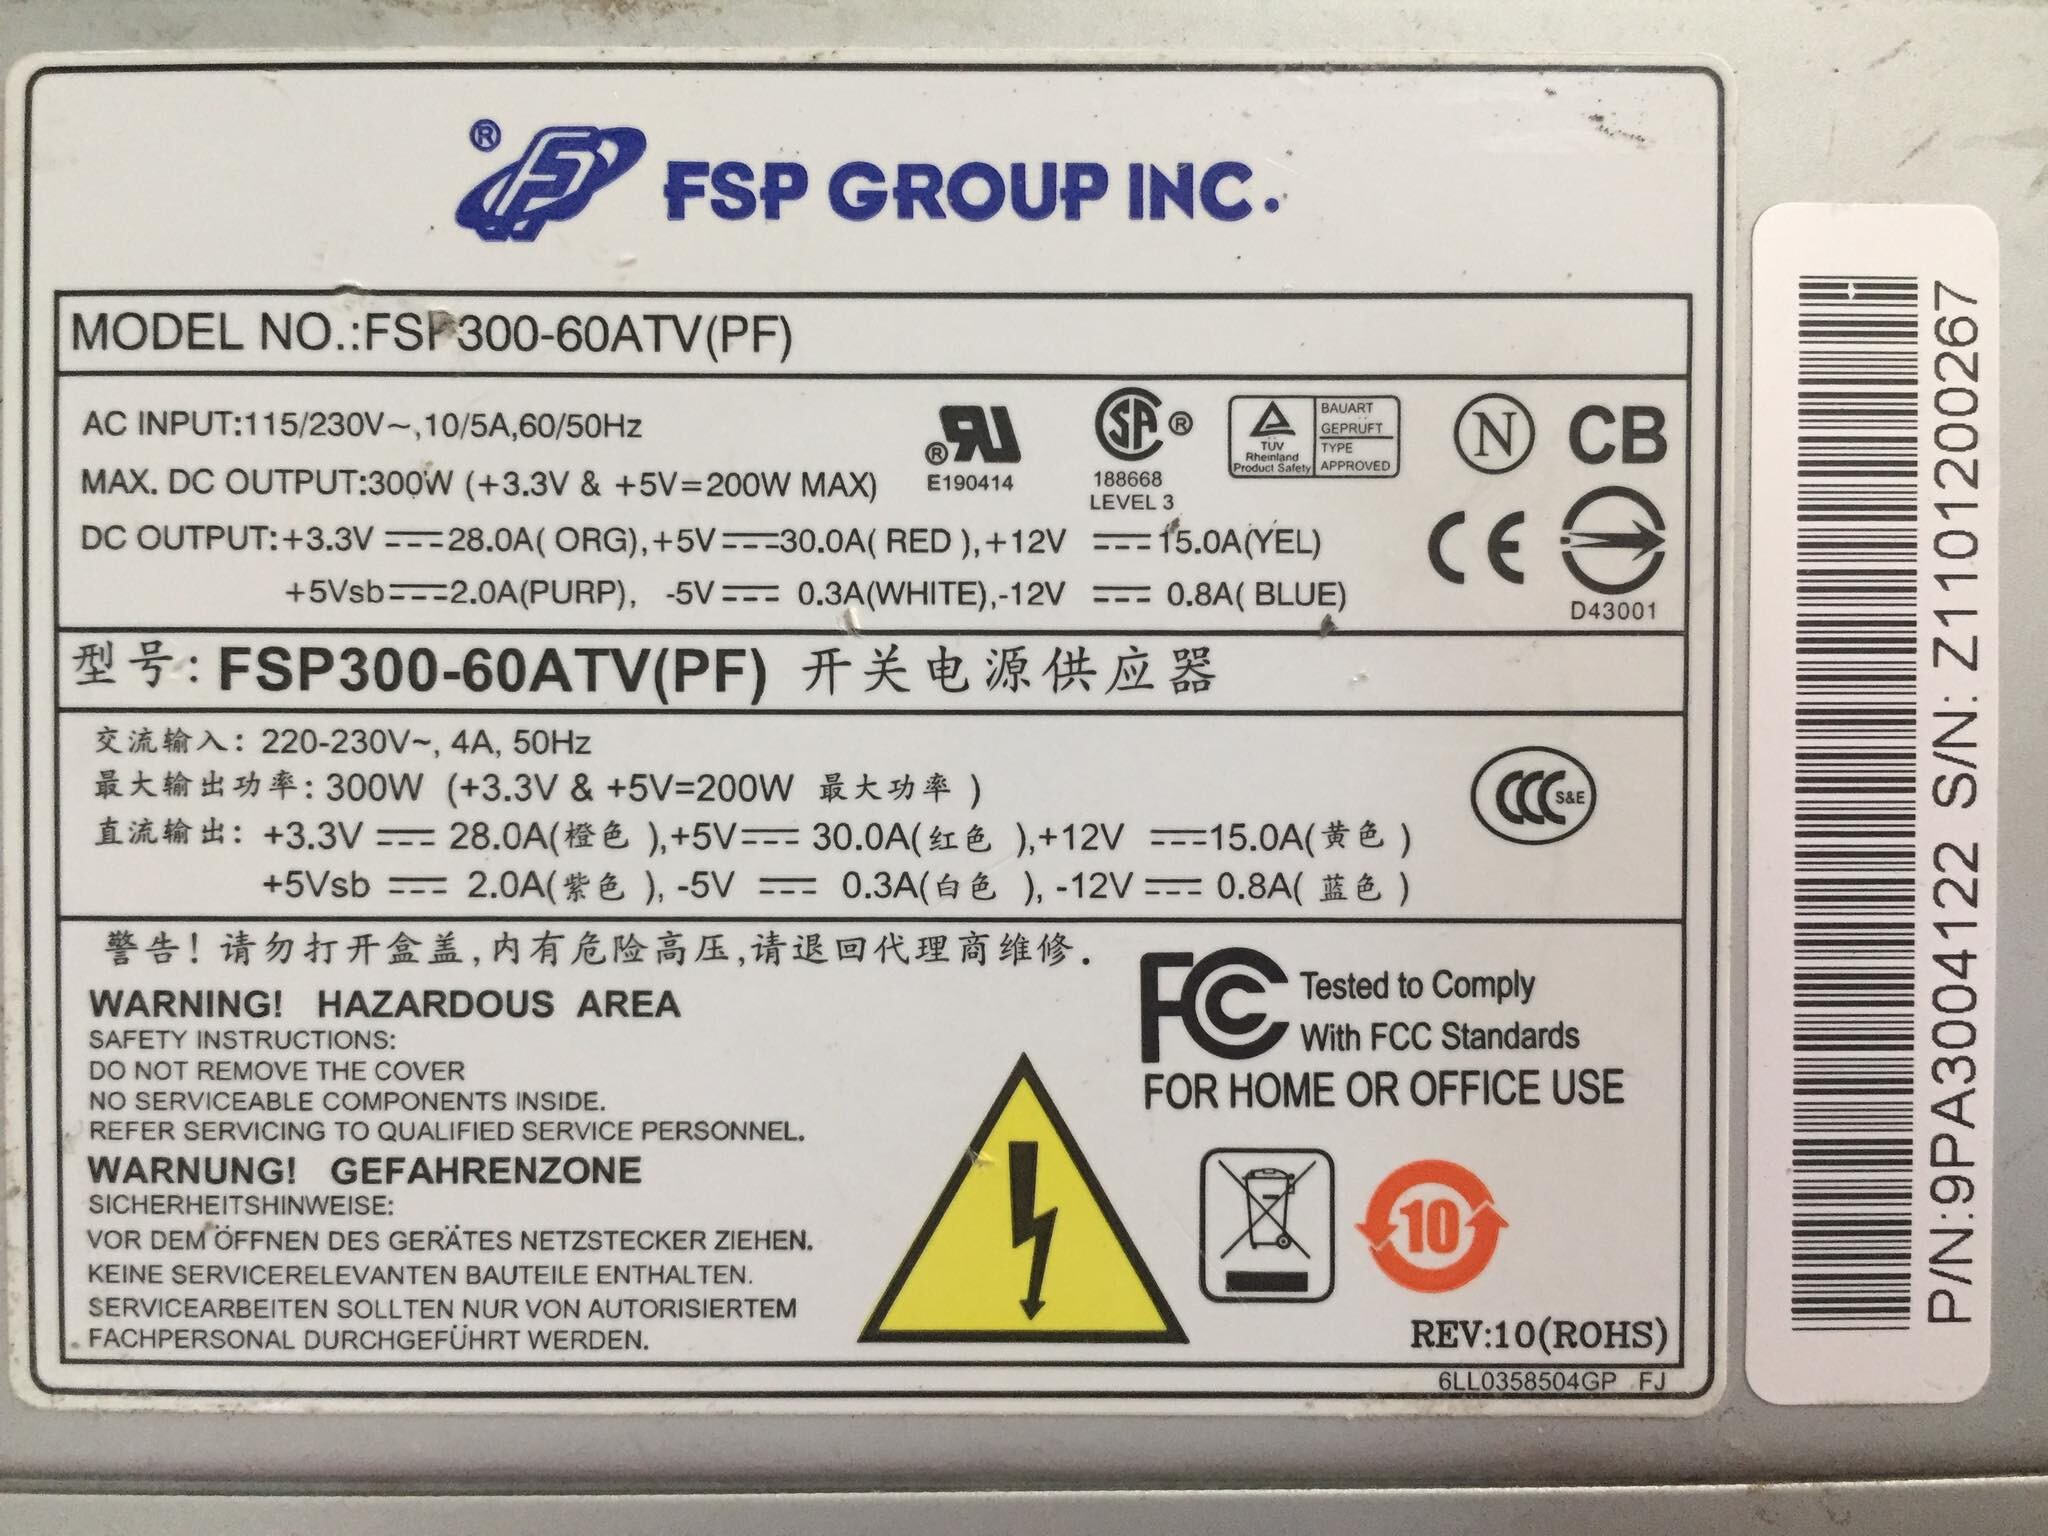 ® FSP GROUP INC.
MODEL NO.:FSP300-60ATV(PF)
AC INPUT:115/230V~,10/5A,60/50Hz
MAX. DC OUTPUT:300W (+3.3V & +5V=200W MAX)
DC OUTPUT:+3.3V ⎓ 28.0A( ORG),+5V ⎓ 30.0A( RED ),+12V ⎓ 15.0A(YEL)
+5Vsb ⎓ 2.0A(PURP), -5V ⎓ 0.3A(WHITE),-12V ⎓ 0.8A( BLUE)
® RU
E190414
SA ®
188668
LEVEL 3
TÜV
Rheinland
Product Safety
BAUART
GEPRUFT
TYPE
APPROVED
N
CB
CE
D43001
型号: FSP300-60ATV(PF) 开关电源供应器
交流输入: 220-230V~, 4A, 50Hz
最大输出功率: 300W (+3.3V & +5V=200W 最大功率 )
直流输出: +3.3V ⎓ 28.0A(橙色 ),+5V ⎓ 30.0A(红色 ),+12V ⎓ 15.0A(黄色 )
+5Vsb ⎓ 2.0A(紫色 ), -5V ⎓ 0.3A(白色 ), -12V ⎓ 0.8A( 蓝色 )
CCC S&E
警告! 请勿打开盒盖,内有危险高压,请退回代理商维修.
WARNING! HAZARDOUS AREA
SAFETY INSTRUCTIONS:
DO NOT REMOVE THE COVER
NO SERVICEABLE COMPONENTS INSIDE.
REFER SERVICING TO QUALIFIED SERVICE PERSONNEL.
WARNUNG! GEFAHRENZONE
SICHERHEITSHINWEISE:
VOR DEM ÖFFNEN DES GERÄTES NETZSTECKER ZIEHEN.
KEINE SERVICERELEVANTEN BAUTEILE ENTHALTEN.
SERVICEARBEITEN SOLLTEN NUR VON AUTORISIERTEM
FACHPERSONAL DURCHGEFÜHRT WERDEN.
FC Tested to Comply
With FCC Standards
FOR HOME OR OFFICE USE
10
REV:10(ROHS)
6LL0358504GP FJ
P/N:9PA3004122 S/N: Z1101200267